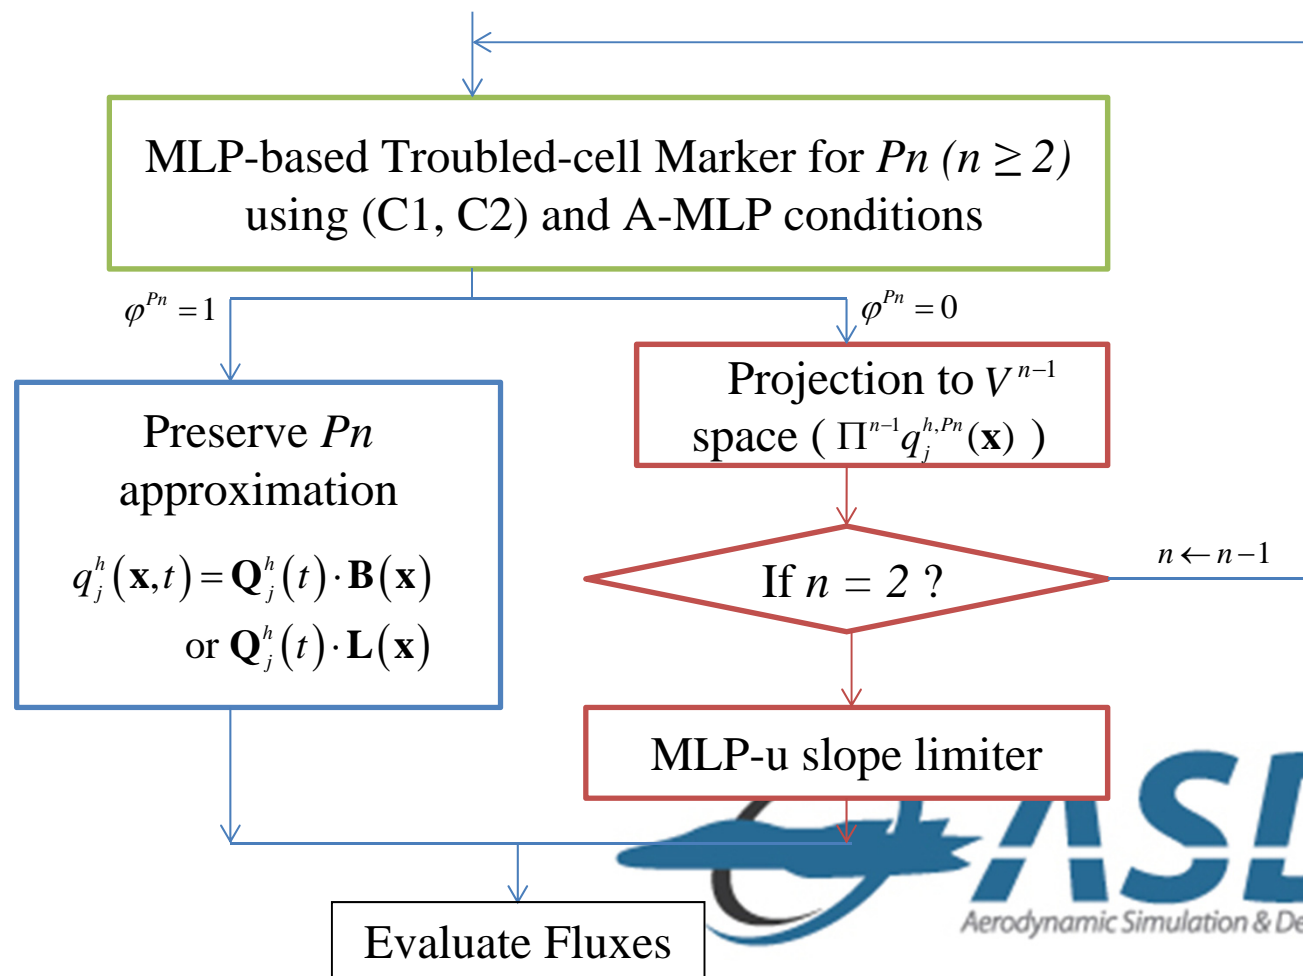 MLP-based Troubled-cell Marker for Pn (n ≥ 2)
using (C1, C2) and A-MLP conditions
φ^{Pn} = 1
φ^{Pn} = 0
Preserve Pn
approximation
q_j^h(x,t) = Q_j^h(t) · B(x)
or Q_j^h(t) · L(x)
Projection to V^{n−1}
space ( Π^{n−1} q_j^{h,Pn}(x) )
If n = 2 ?
n ← n−1
MLP-u slope limiter
Evaluate Fluxes
Aerodynamic Simulation & De